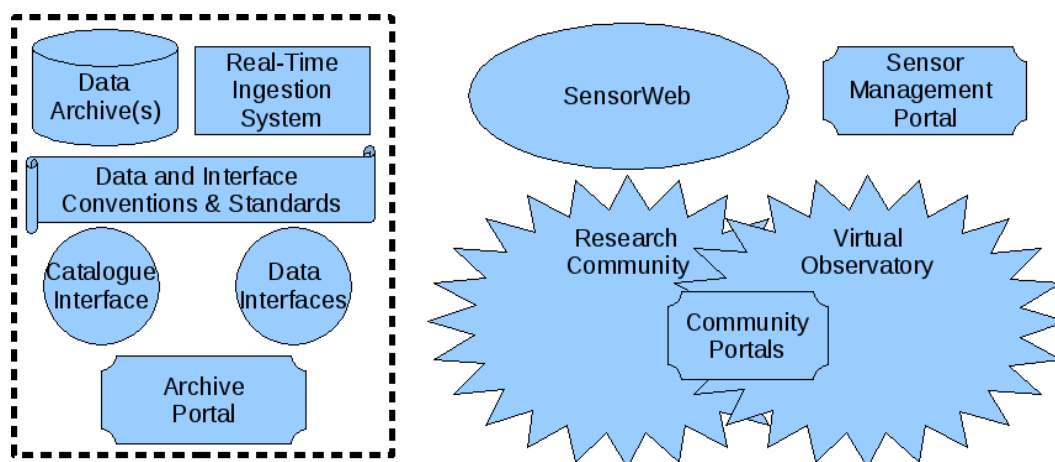 Data
Archive(s)
Real-Time
Ingestion
System
Data and Interface
Conventions & Standards
Catalogue
Interface
Data
Interfaces
Archive
Portal
SensorWeb
Sensor
Management
Portal
Research
Community
Virtual
Observatory
Community
Portals